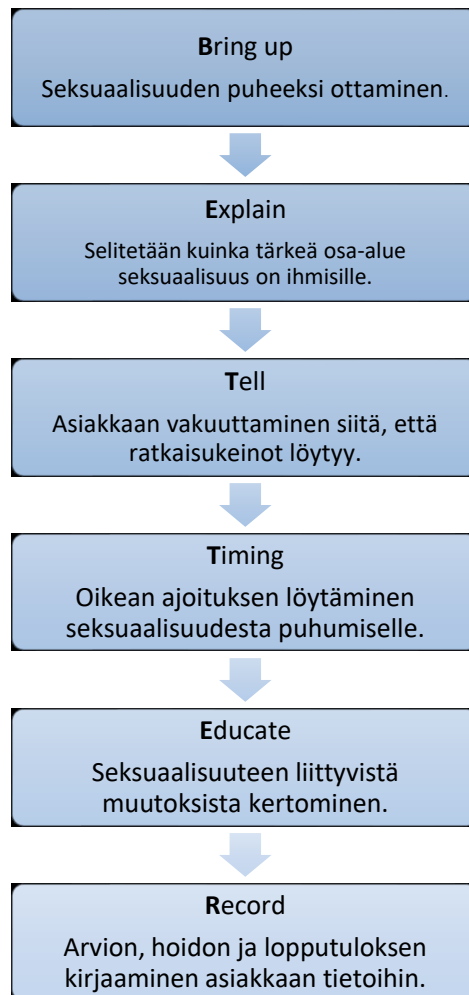 Bring up
Seksuaalisuuden puheeksi ottaminen.
Explain
Selitetään kuinka tärkeä osa-alue
seksuaalisuus on ihmisille.
Tell
Asiakkaan vakuuttaminen siitä, että
ratkaisukeinot löytyy.
Timing
Oikean ajoituksen löytäminen
seksuaalisuudesta puhumiselle.
Educate
Seksuaalisuuteen liittyvistä
muutoksista kertominen.
Record
Arvion, hoidon ja lopputuloksen
kirjaaminen asiakkaan tietoihin.